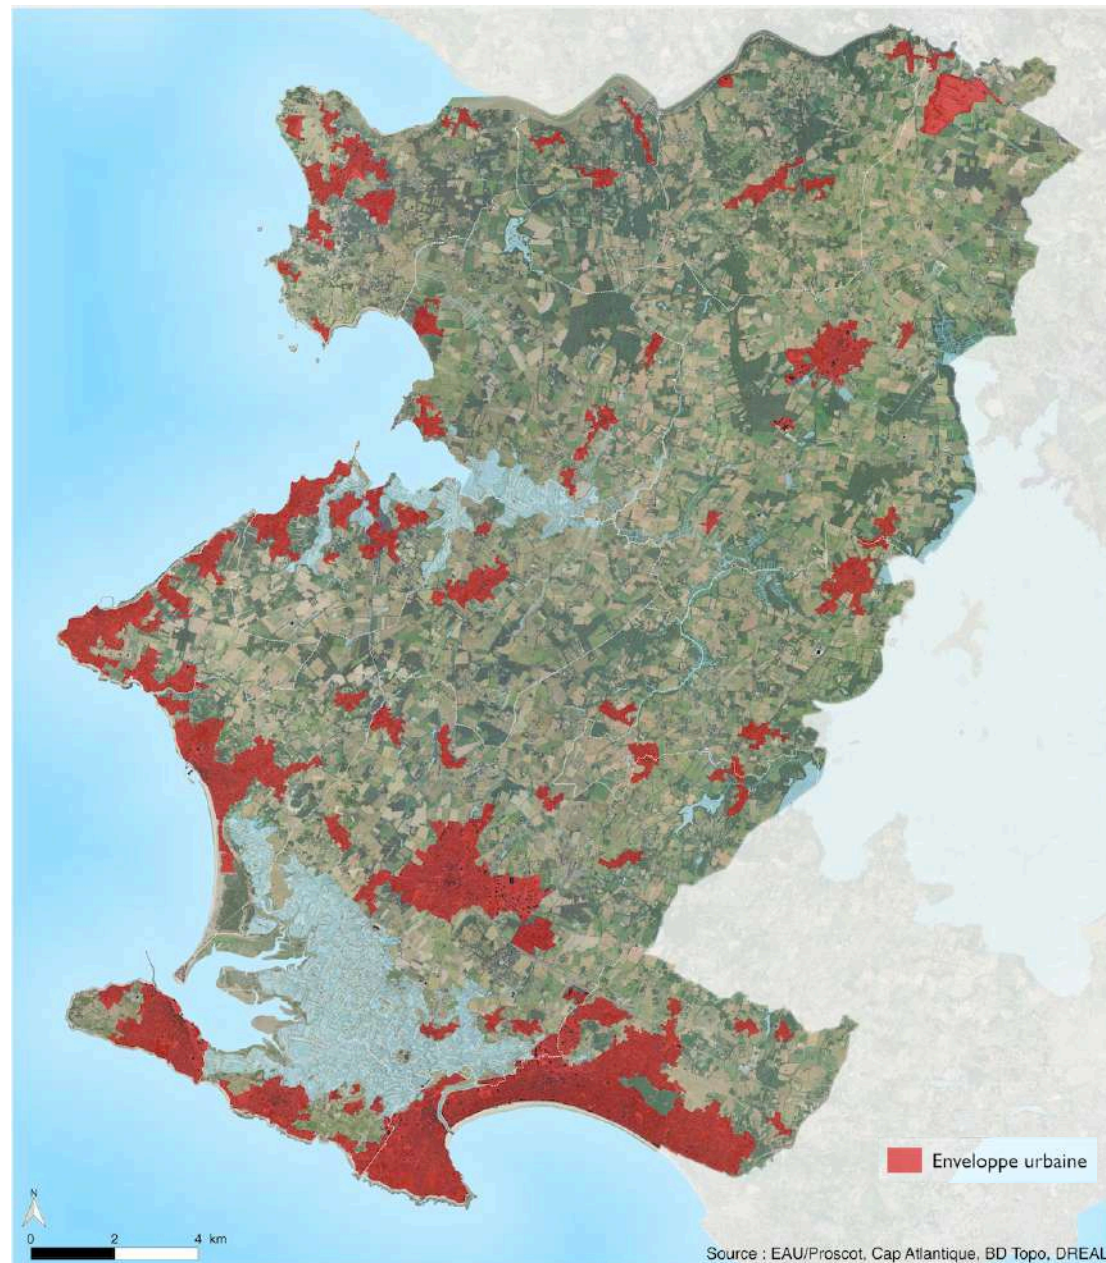 Enveloppe urbaine
N
0 2 4 km
Source : EAU/Proscot, Cap Atlantique, BD Topo, DREAL